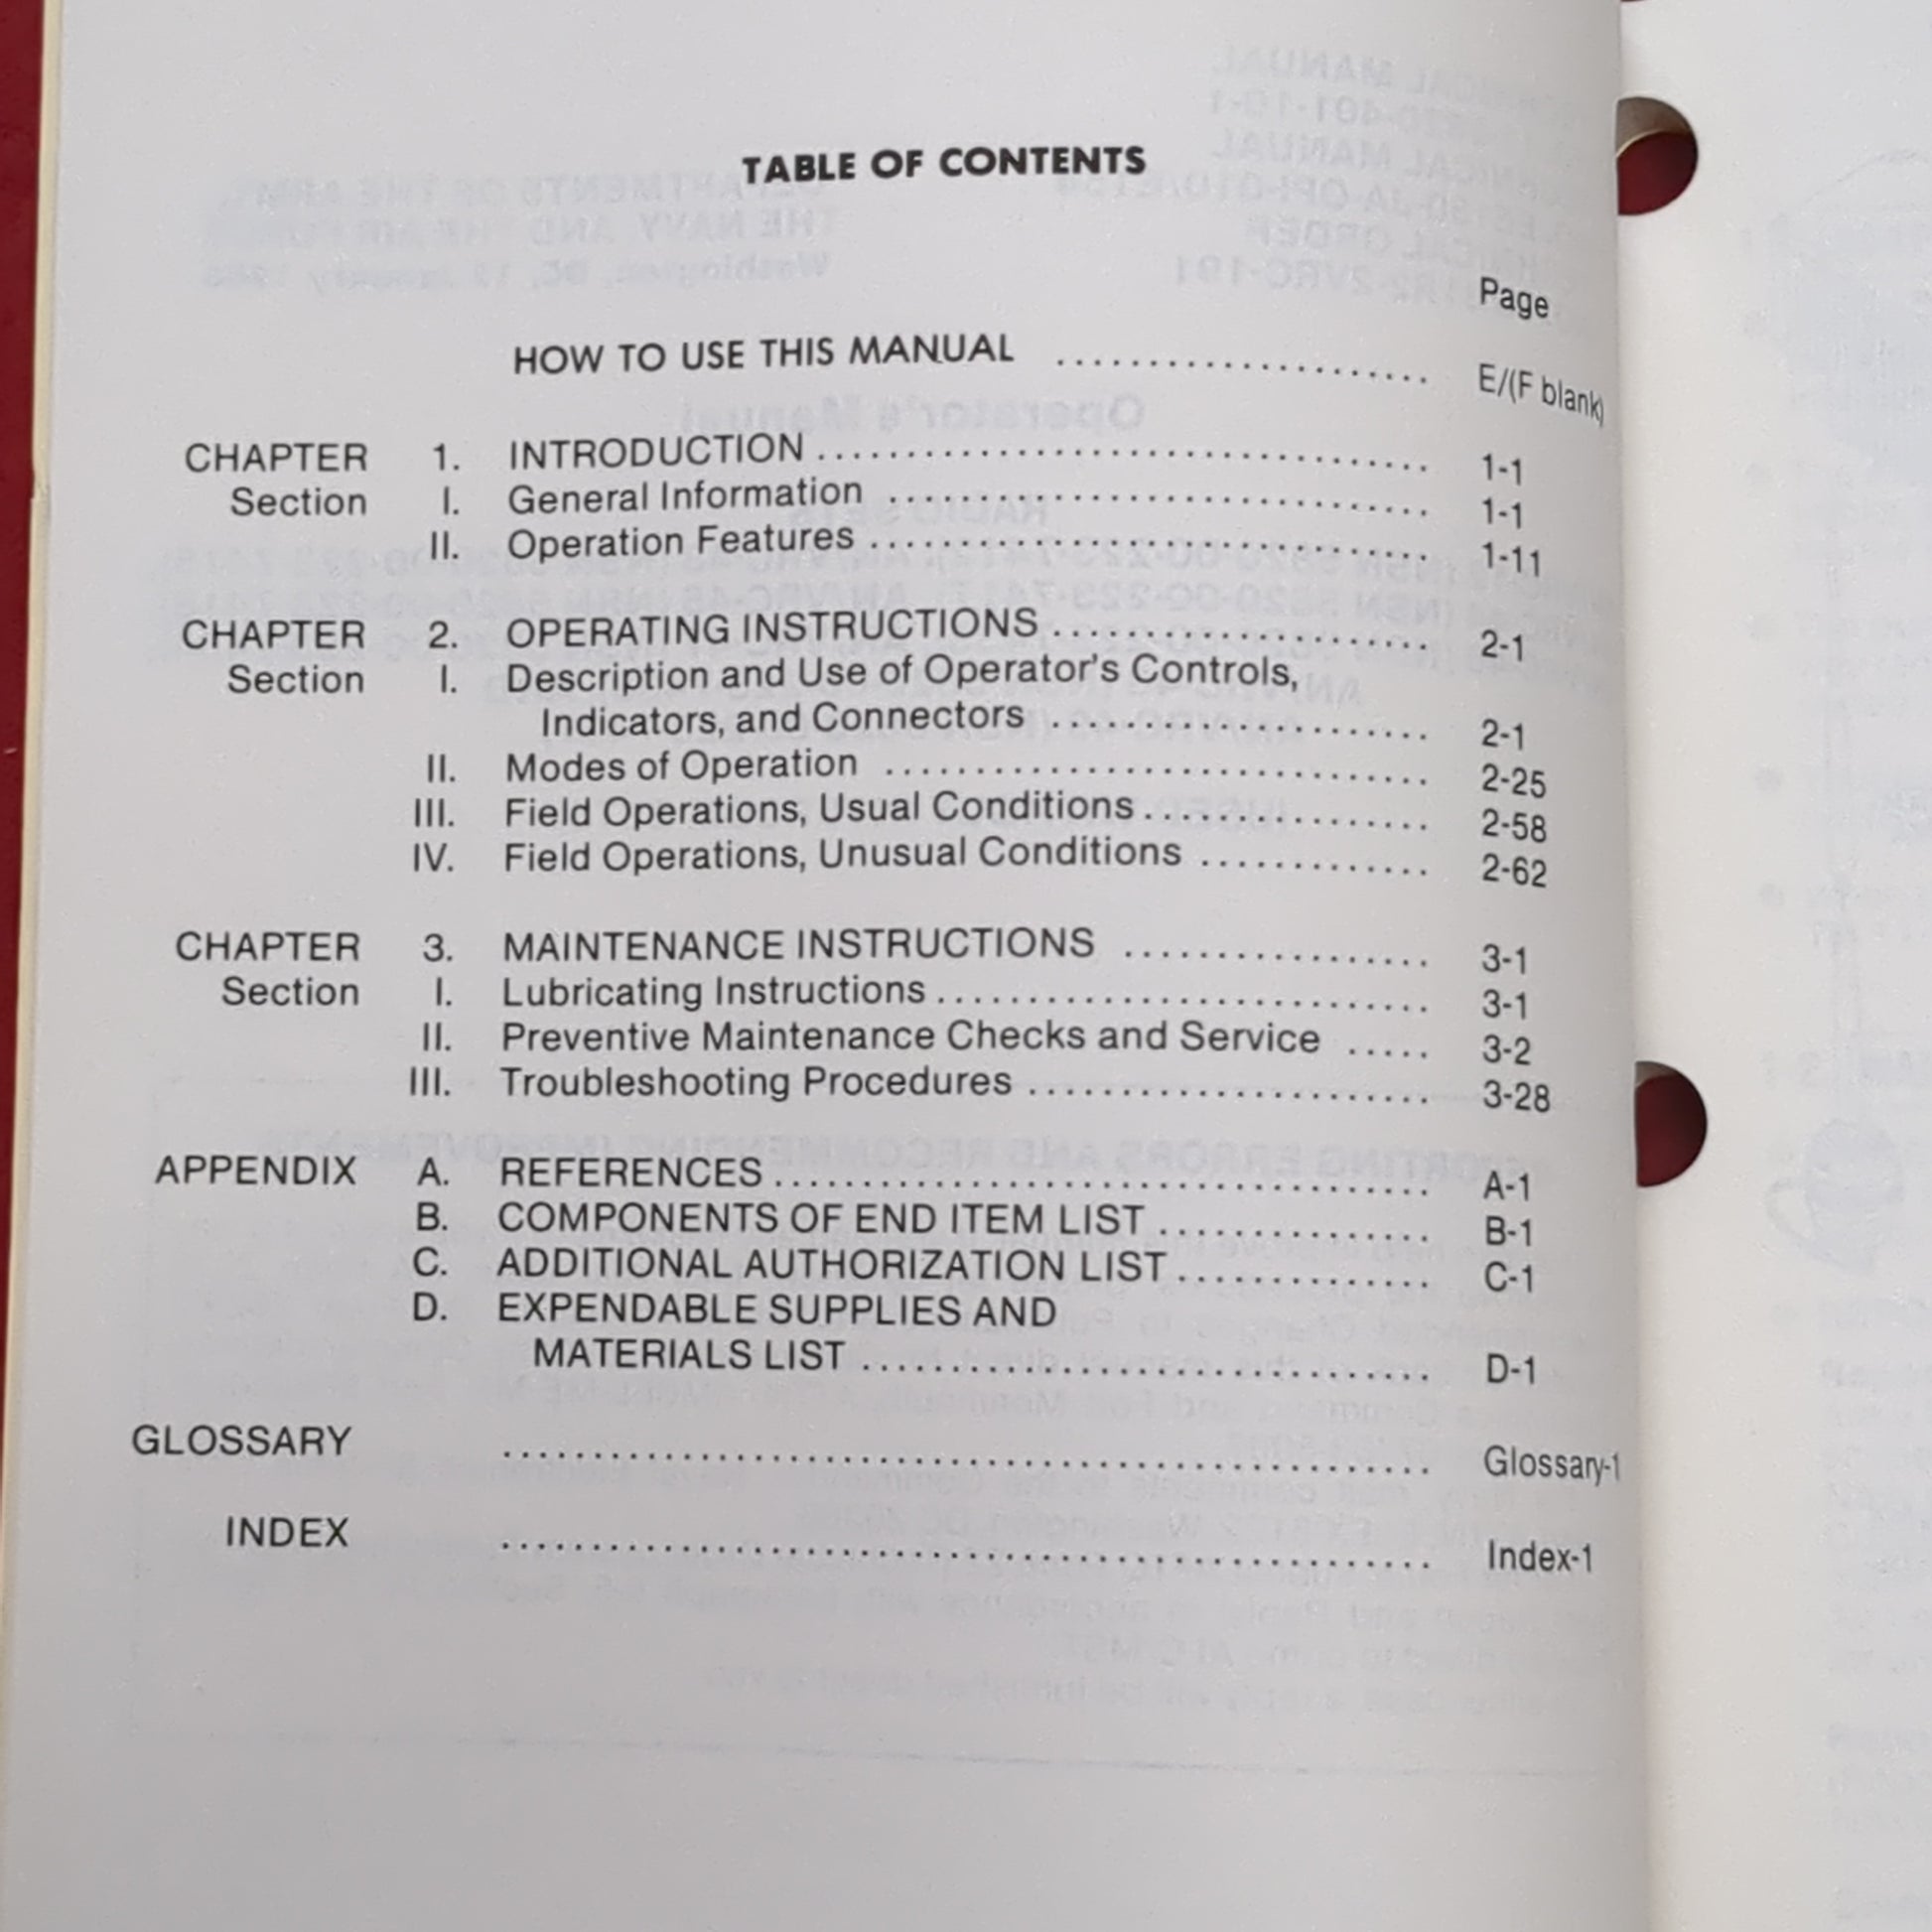 TABLE OF CONTENTS
Page
HOW TO USE THIS MANUAL .................... E/(F blank)
CHAPTER 1. INTRODUCTION .................... 1-1
Section I. General Information .................... 1-1
II. Operation Features .................... 1-11
CHAPTER 2. OPERATING INSTRUCTIONS .................... 2-1
Section I. Description and Use of Operator's Controls,
Indicators, and Connectors .................... 2-1
II. Modes of Operation .................... 2-25
III. Field Operations, Usual Conditions .................... 2-58
IV. Field Operations, Unusual Conditions ............. 2-62
CHAPTER 3. MAINTENANCE INSTRUCTIONS ................. 3-1
Section I. Lubricating Instructions .................... 3-1
II. Preventive Maintenance Checks and Service ..... 3-2
III. Troubleshooting Procedures .................... 3-28
APPENDIX A. REFERENCES .................... A-1
B. COMPONENTS OF END ITEM LIST ............... B-1
C. ADDITIONAL AUTHORIZATION LIST .............. C-1
D. EXPENDABLE SUPPLIES AND
MATERIALS LIST .................... D-1
GLOSSARY .................... Glossary-1
INDEX .................... Index-1